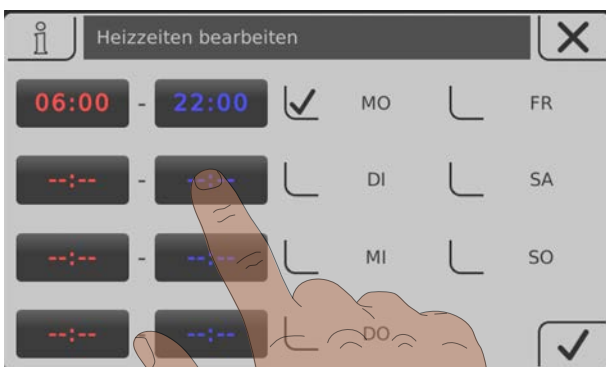 i Heizzeiten bearbeiten
06:00 - 22:00 MO FR
--:-- - --:-- DI SA
--:-- - --:-- MI SO
--:-- - --:-- DO